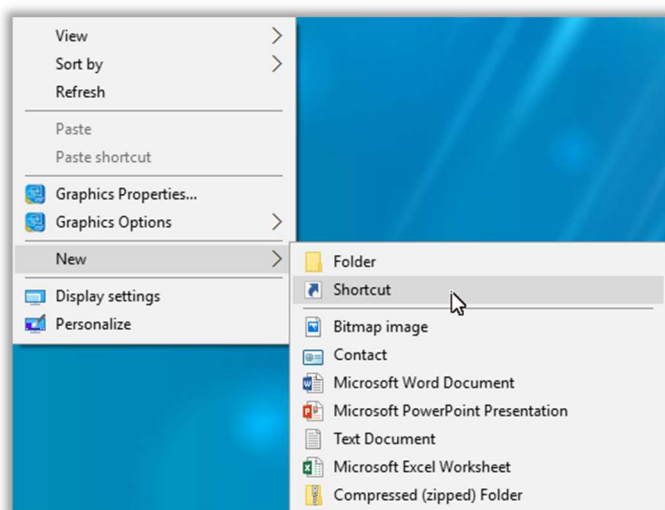 View
Sort by
Refresh
Paste
Paste shortcut
Graphics Properties...
Graphics Options
New
Display settings
Personalize
Folder
Shortcut
Bitmap image
Contact
Microsoft Word Document
Microsoft PowerPoint Presentation
Text Document
Microsoft Excel Worksheet
Compressed (zipped) Folder